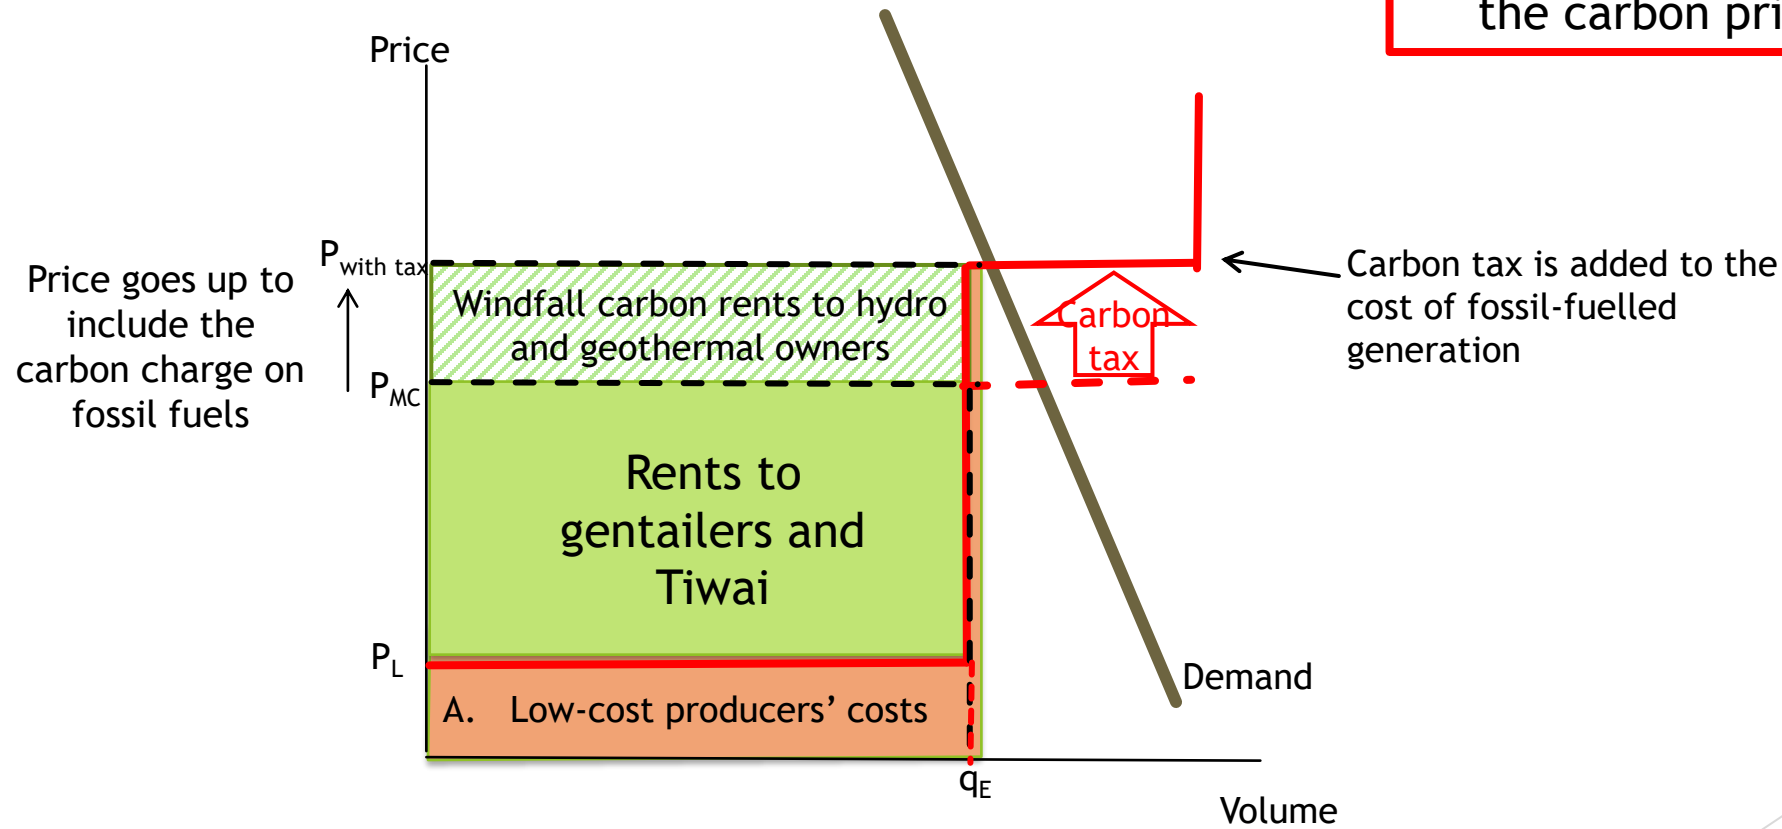 the carbon pri
Price
P with tax
Price goes up to
include the
carbon charge on
fossil fuels
Windfall carbon rents to hydro
and geothermal owners
Carbon
tax
Carbon tax is added to the
cost of fossil-fuelled
generation
PMC
Rents to
gentailers and
Tiwai
PL
A. Low-cost producers’ costs
Demand
qE
Volume